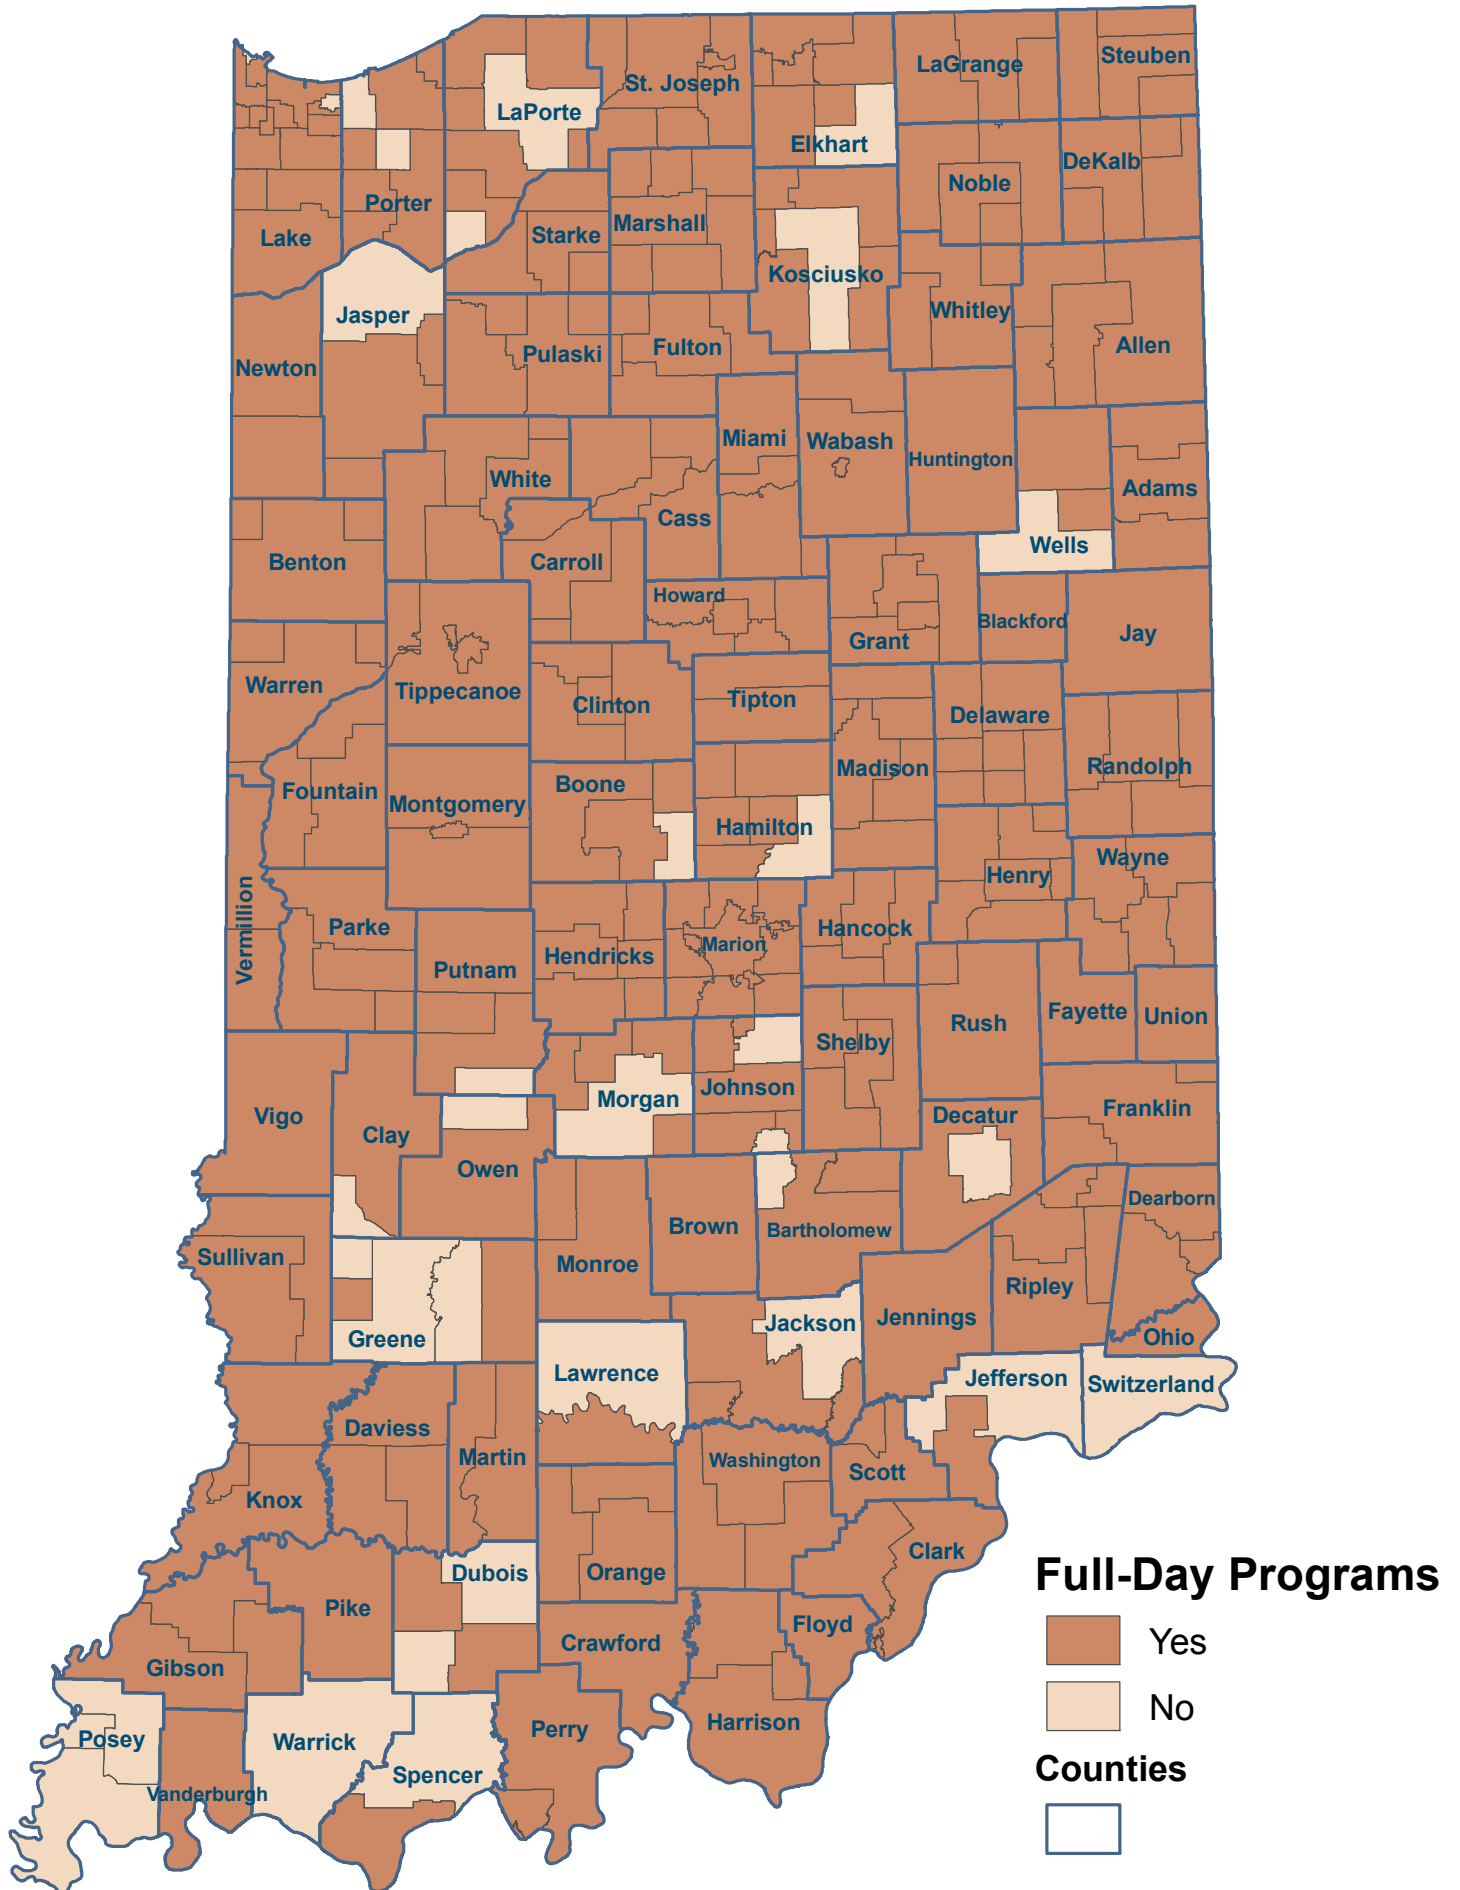 Steuben
LaGrange
St. Joseph
LaPorte
Elkhart
DeKalb
Noble
Porter
Marshall
Starke
Lake
Kosciusko
Whitley
Jasper
Allen
Fulton
Pulaski
Newton
Miami
Wabash
Huntington
White
Adams
Cass
Wells
Carroll
Benton
Howard
Blackford
Jay
Grant
Warren
Tippecanoe
Tipton
Clinton
Delaware
Randolph
Madison
Boone
Fountain
Montgomery
Hamilton
Wayne
Henry
Vermillion
Parke
Hancock
Marion
Hendricks
Putnam
Fayette
Union
Rush
Shelby
Johnson
Morgan
Franklin
Decatur
Vigo
Clay
Owen
Dearborn
Brown
Bartholomew
Sullivan
Monroe
Ripley
Jennings
Jackson
Ohio
Greene
Lawrence
Jefferson
Switzerland
Daviess
Martin
Washington
Scott
Knox
Clark
Dubois
Orange
Pike
Floyd
Crawford
Gibson
Harrison
Perry
Posey
Warrick
Spencer
Vanderburgh
Full-Day Programs
Yes
No
Counties